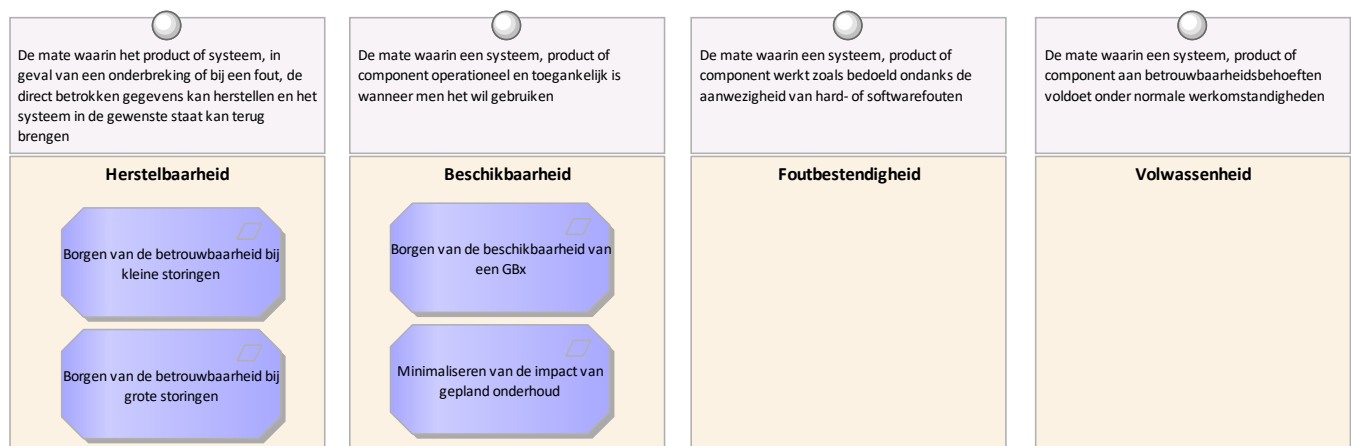 De mate waarin het product of systeem, in
geval van een onderbreking of bij een fout, de
direct betrokken gegevens kan herstellen en het
systeem in de gewenste staat kan terug
brengen
Herstelbaarheid
Borgen van de betrouwbaarheid bij
kleine storingen
Borgen van de betrouwbaarheid bij
grote storingen
De mate waarin een systeem, product of
component operationeel en toegankelijk is
wanneer men het wil gebruiken
Beschikbaarheid
Borgen van de beschikbaarheid van
een GBx
Minimaliseren van de impact van
gepland onderhoud
De mate waarin een systeem, product of
component werkt zoals bedoeld ondanks de
aanwezigheid van hard- of softwarefouten
Foutbestendigheid
De mate waarin een systeem, product of
component aan betrouwbaarheidsbehoeften
voldoet onder normale werkomstandigheden
Volwassenheid